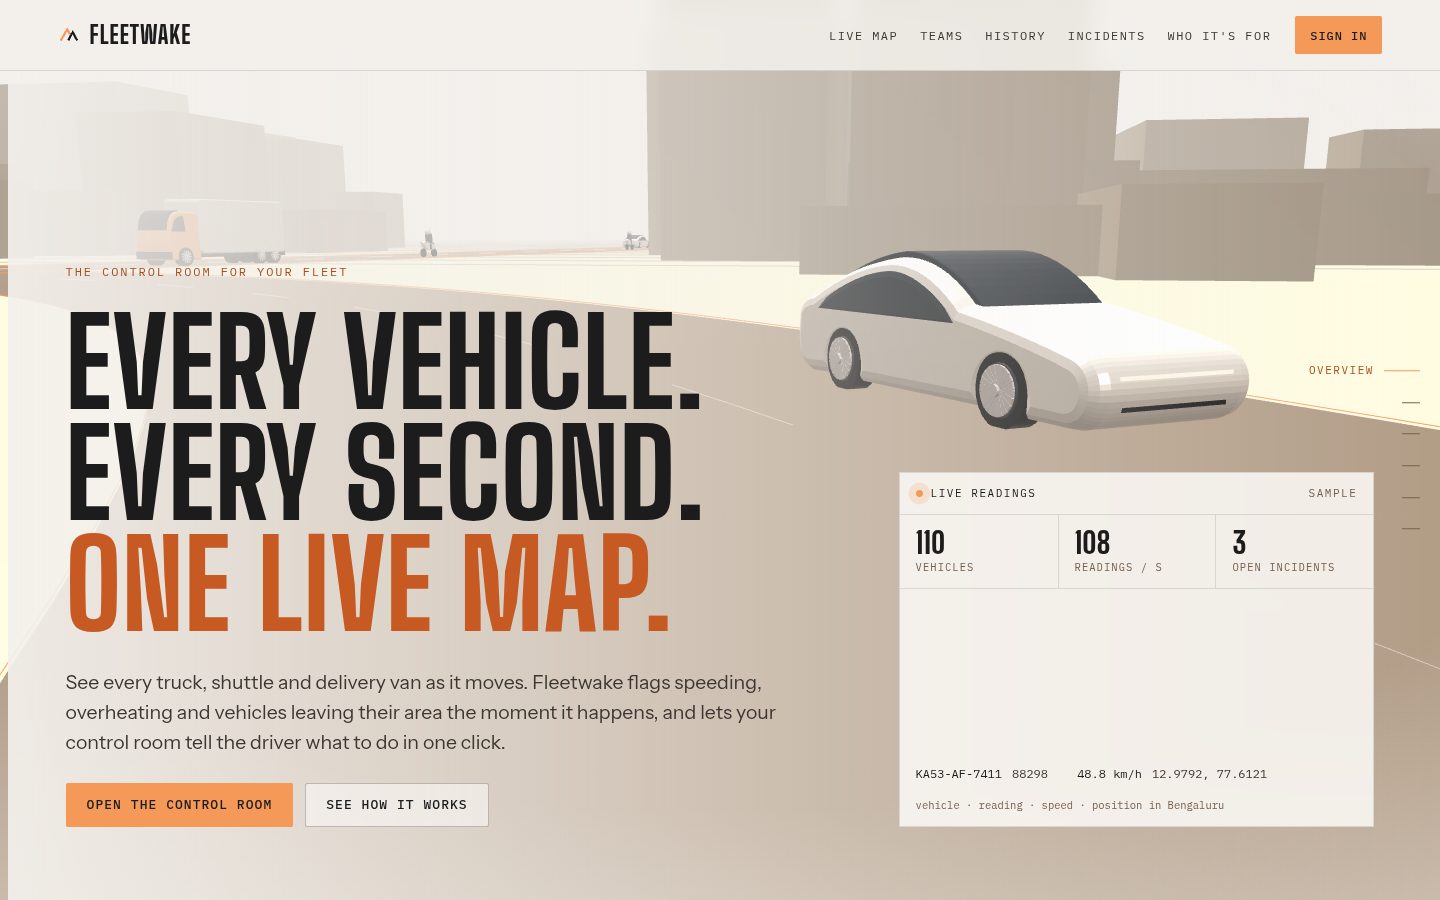 FLEETWAKE
LIVE MAP TEAMS HISTORY INCIDENTS WHO IT'S FOR SIGN IN
THE CONTROL ROOM FOR YOUR FLEET
EVERY VEHICLE.
EVERY SECOND.
ONE LIVE MAP.
See every truck, shuttle and delivery van as it moves. Fleetwake flags speeding,
overheating and vehicles leaving their area the moment it happens, and lets your
control room tell the driver what to do in one click.
OPEN THE CONTROL ROOM SEE HOW IT WORKS
OVERVIEW
LIVE READINGS SAMPLE
110 108 3
VEHICLES READINGS / S OPEN INCIDENTS
KA53-AF-7411 88298 48.8 km/h 12.9792, 77.6121
vehicle · reading · speed · position in Bengaluru